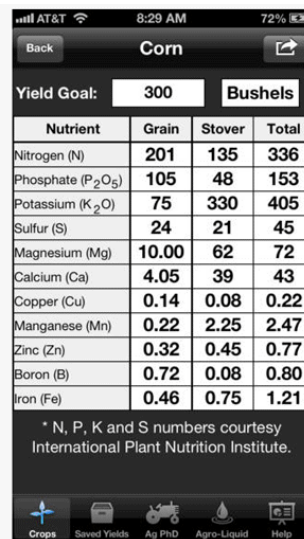 AT&T 8:29 AM 72%
Back Corn
Yield Goal: 300 Bushels
Nutrient Grain Stover Total
Nitrogen (N) 201 135 336
Phosphate (P₂O₅) 105 48 153
Potassium (K₂O) 75 330 405
Sulfur (S) 24 21 45
Magnesium (Mg) 10.00 62 72
Calcium (Ca) 4.05 39 43
Copper (Cu) 0.14 0.08 0.22
Manganese (Mn) 0.22 2.25 2.47
Zinc (Zn) 0.32 0.45 0.77
Boron (B) 0.72 0.08 0.80
Iron (Fe) 0.46 0.75 1.21
* N, P, K and S numbers courtesy
International Plant Nutrition Institute.
Crops Saved Yields Ag PhD Agro-Liquid Help